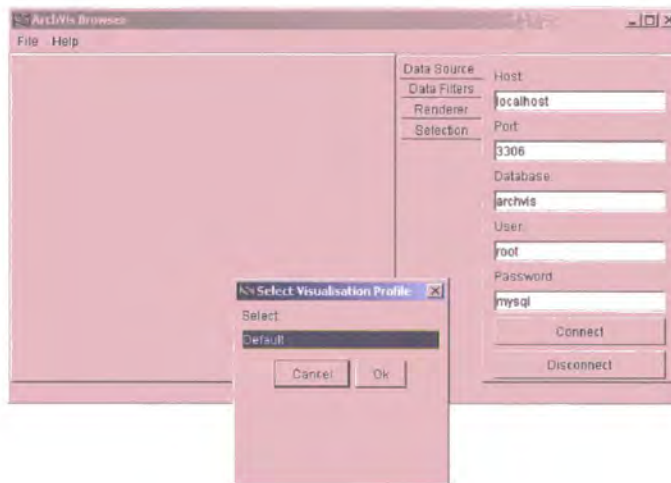 ArchVis Browser
File Help
Data Source
Data Filters
Renderer
Selection
Host:
localhost
Port:
3306
Database:
archvis
User:
root
Password:
mysql
Connect
Disconnect
Select Visualisation Profile
Select:
Default
Cancel Ok